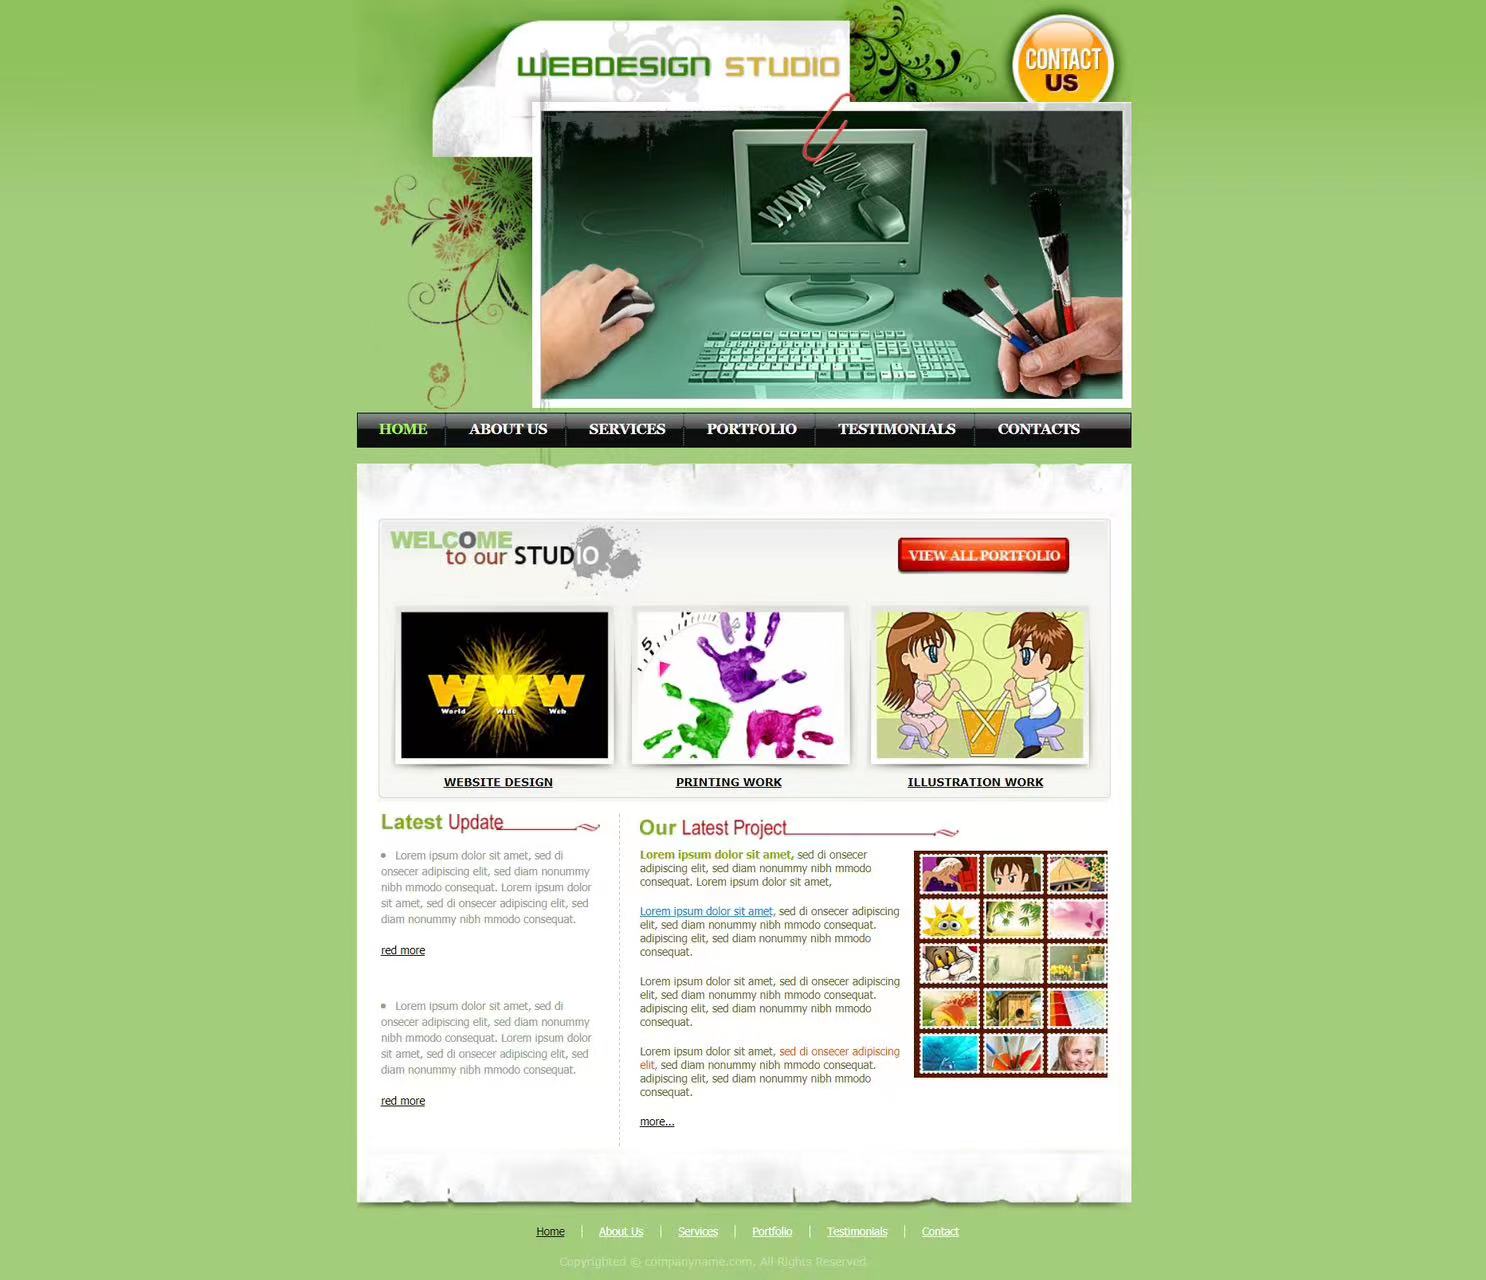 WEBDESIGN STUDIO
CONTACT
US
WWW
HOME
ABOUT US
SERVICES
PORTFOLIO
TESTIMONIALS
CONTACTS
WELCOME
to our STUDIO
VIEW ALL PORTFOLIO
WWW
World Wide Web
5
WEBSITE DESIGN
PRINTING WORK
ILLUSTRATION WORK
Latest Update
Lorem ipsum dolor sit amet, sed di
onsecer adipiscing elit, sed diam nonummy
nibh mmodo consequat. Lorem ipsum dolor
sit amet, sed di onsecer adipiscing elit, sed
diam nonummy nibh mmodo consequat.
red more
Lorem ipsum dolor sit amet, sed di
onsecer adipiscing elit, sed diam nonummy
nibh mmodo consequat. Lorem ipsum dolor
sit amet, sed di onsecer adipiscing elit, sed
diam nonummy nibh mmodo consequat.
red more
Our Latest Project
Lorem ipsum dolor sit amet, sed di onsecer
adipiscing elit, sed diam nonummy nibh mmodo
consequat. Lorem ipsum dolor sit amet,
Lorem ipsum dolor sit amet, sed di onsecer adipiscing
elit, sed diam nonummy nibh mmodo consequat.
adipiscing elit, sed diam nonummy nibh mmodo
consequat.
Lorem ipsum dolor sit amet, sed di onsecer adipiscing
elit, sed diam nonummy nibh mmodo consequat.
adipiscing elit, sed diam nonummy nibh mmodo
consequat.
Lorem ipsum dolor sit amet, sed di onsecer adipiscing
elit, sed diam nonummy nibh mmodo consequat.
adipiscing elit, sed diam nonummy nibh mmodo
consequat.
more...
Home
About Us
Services
Portfolio
Testimonials
Contact
Copyrighted © companyname.com, All Rights Reserved